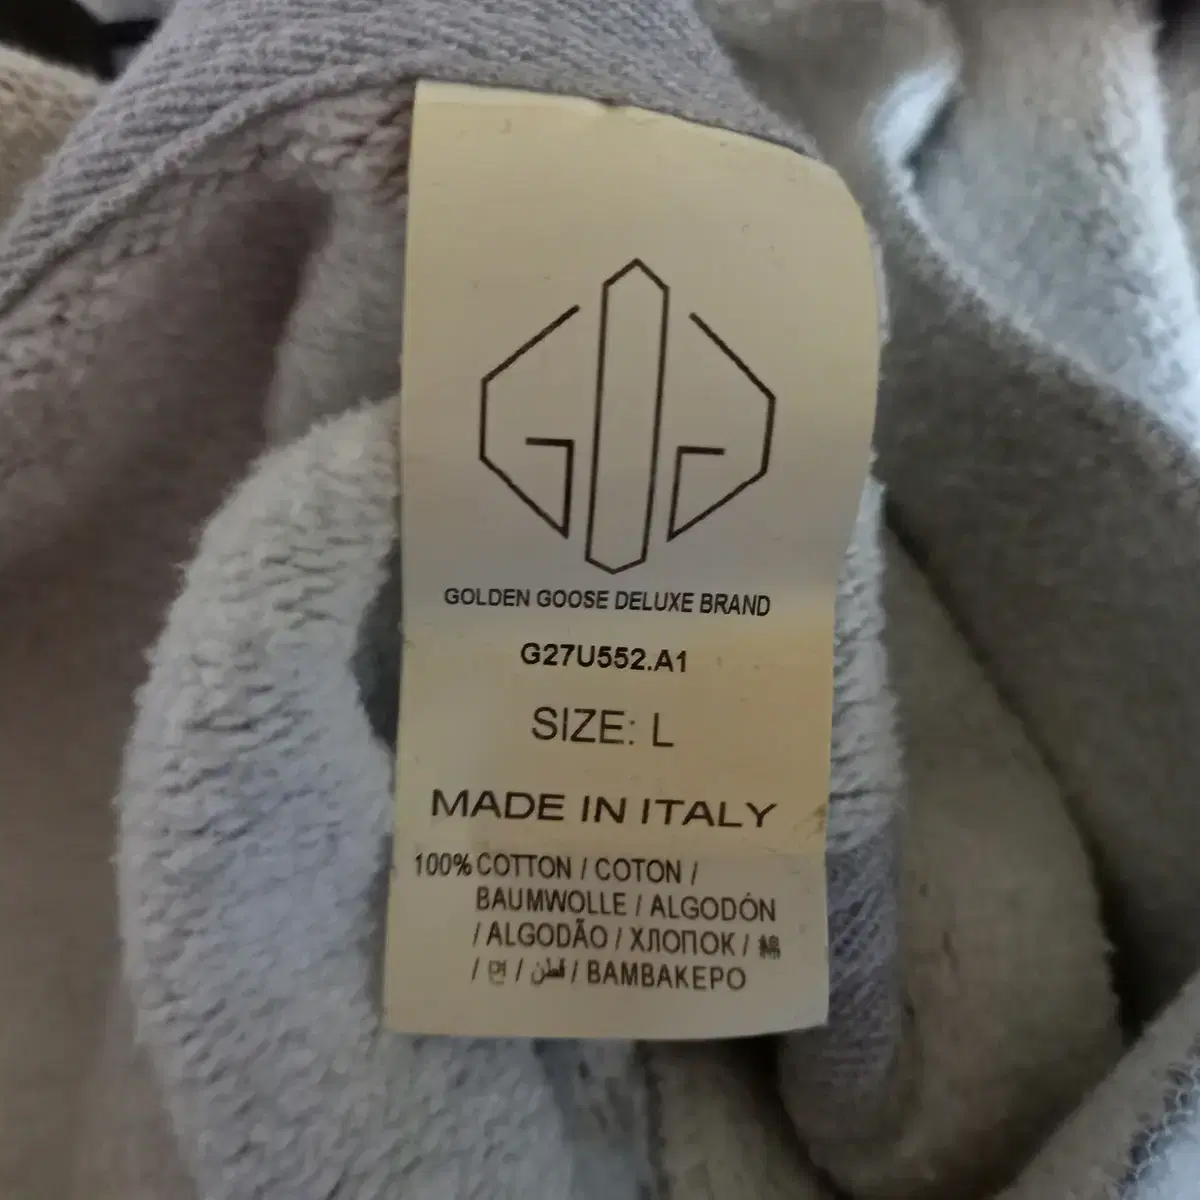 GOLDEN GOOSE DELUXE BRAND
G27U552.A1
SIZE: L
MADE IN ITALY
100% COTTON / COTON /
BAUMWOLLE / ALGODÓN
/ ALGODÃO / ХЛОПОК / 綿
/ 면 / قطن / ΒΑΜΒΑΚΕΡΟ